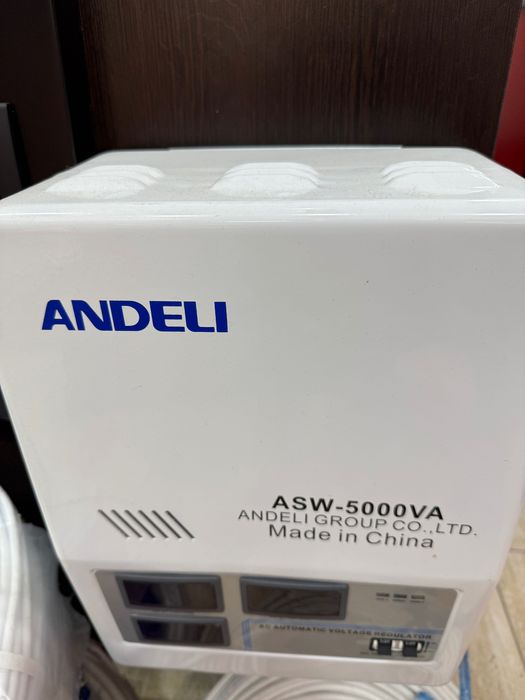 ANDELI
ASW-5000VA
ANDELI GROUP CO.,LTD.
Made in China
AC AUTOMATIC VOLTAGE REGULATOR